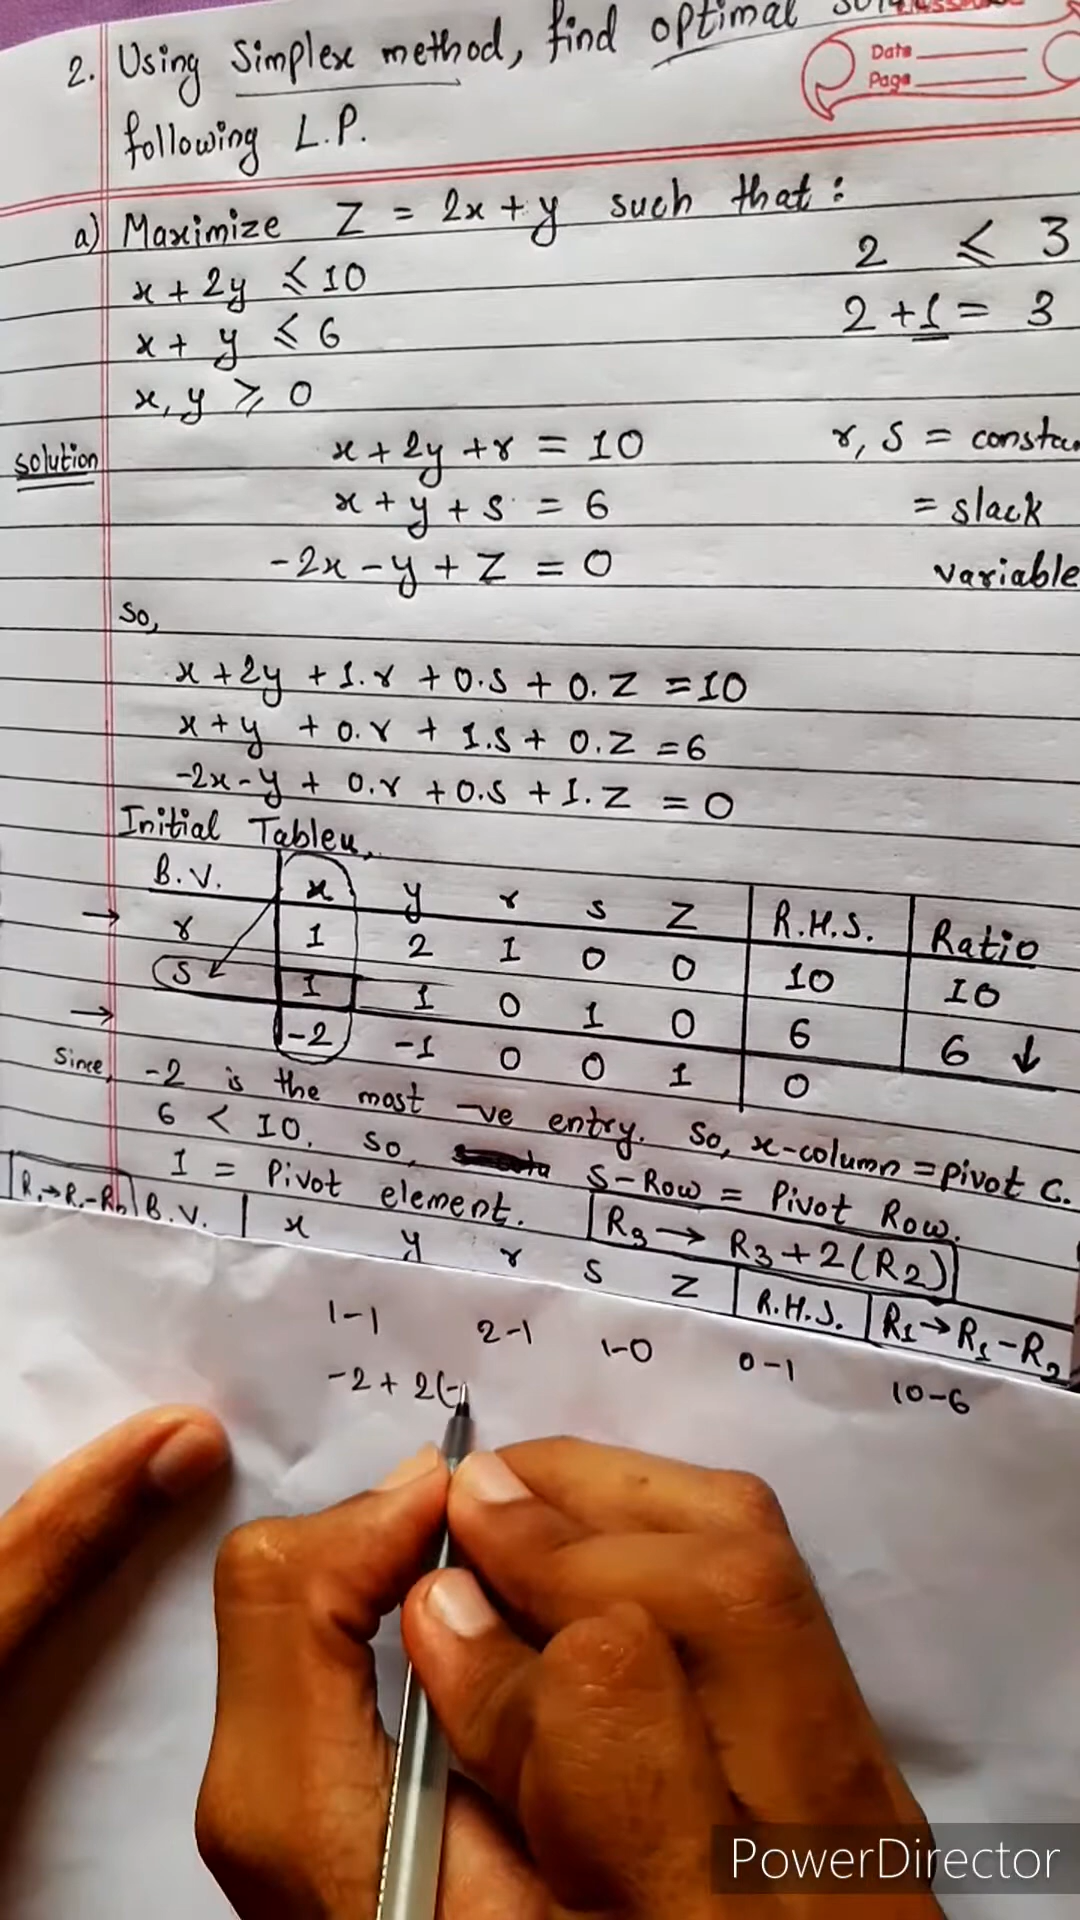 2. Using Simplex method, find optimal
Date
Page
following L.P.
a) Maximize Z = 2x + y such that:
x + 2y ≤ 10
2 ≤ 3
x + y ≤ 6
2 + 1 = 3
x, y ≥ 0
solution
x + 2y + r = 10
r, s = constan
x + y + s = 6
= slack
-2x - y + Z = 0
variable
So,
x + 2y + 1.r + 0.s + 0.Z = 10
x + y + 0.r + 1.s + 0.Z = 6
-2x - y + 0.r + 0.s + 1.Z = 0
Initial Tableu,
B.V. x y r s Z R.H.S. Ratio
r 1 2 1 0 0 10 10
s 1 1 0 1 0 6 6 ↓
-2 -1 0 0 1 0
Since, -2 is the most -ve entry. So, x-column = pivot C.
6 < 10. So, S-Row = Pivot Row.
1 = Pivot element. R3 → R3 + 2(R2)
B.V. x y r s Z R.H.S. R1 → R1 - R2
1-1 2-1 1-0 0-1 10-6
-2 + 2(-
PowerDirector